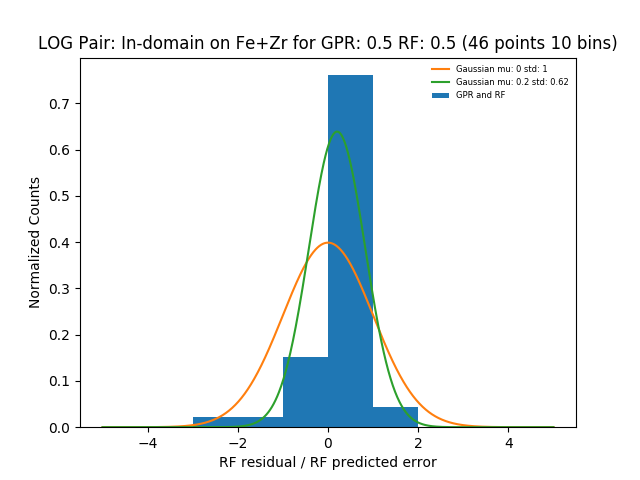 LOG Pair: In-domain on Fe+Zr for GPR: 0.5 RF: 0.5 (46 points 10 bins)
Gaussian mu: 0 std: 1
Gaussian mu: 0.2 std: 0.62
GPR and RF
Normalized Counts
0.7
0.6
0.5
0.4
0.3
0.2
0.1
0.0
−4
−2
0
2
4
RF residual / RF predicted error